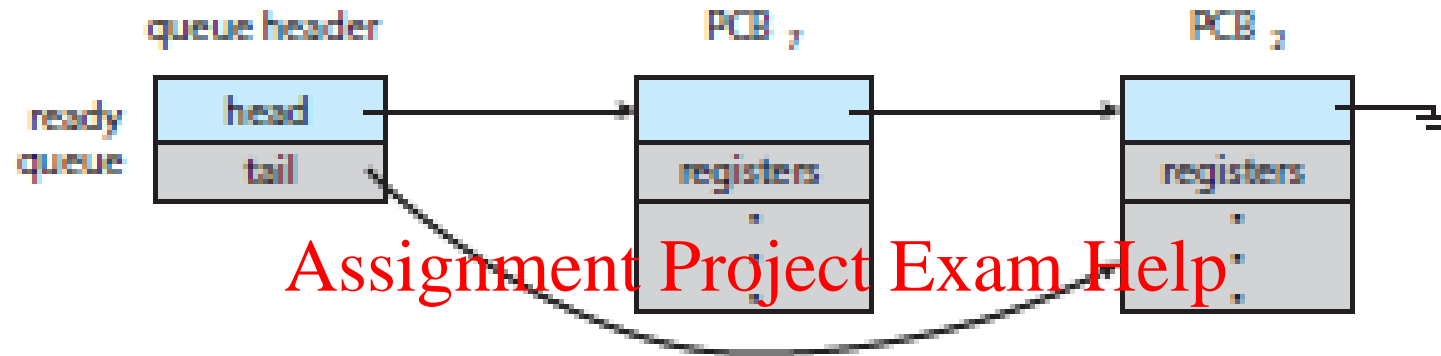 queue header
PCB 7
PCB 2
ready
queue
head
tail
registers
registers
Assignment Project Exam Help